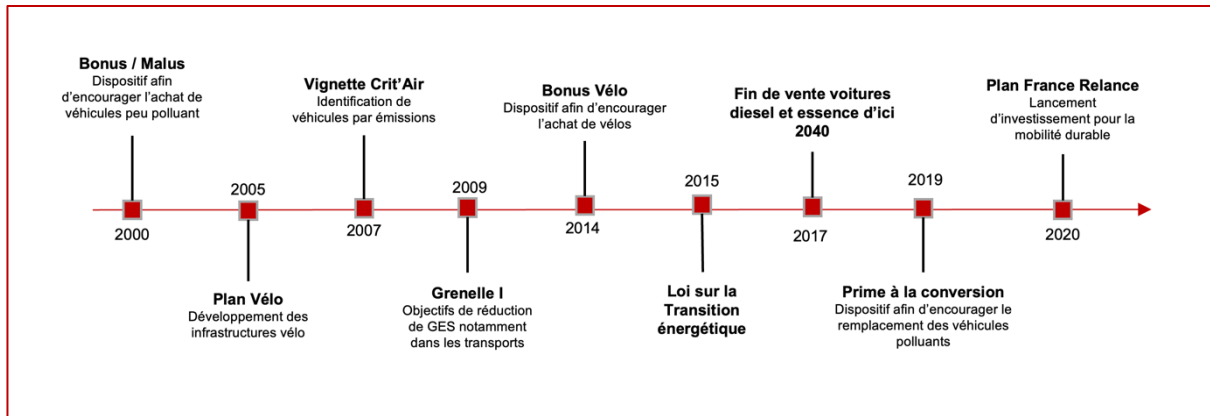 Bonus / Malus
Dispositif afin
d'encourager l'achat de
véhicules peu polluant
2000
2005
Plan Vélo
Développement des
infrastructures vélo
Vignette Crit'Air
Identification de
véhicules par émissions
2007
2009
Grenelle I
Objectifs de réduction
de GES notamment
dans les transports
Bonus Vélo
Dispositif afin d'encourager
l'achat de vélos
2014
2015
Loi sur la
Transition
énergétique
Fin de vente voitures
diesel et essence d'ici
2040
2017
2019
Prime à la conversion
Dispositif afin d'encourager le
remplacement des véhicules
polluants
Plan France Relance
Lancement
d'investissement pour la
mobilité durable
2020